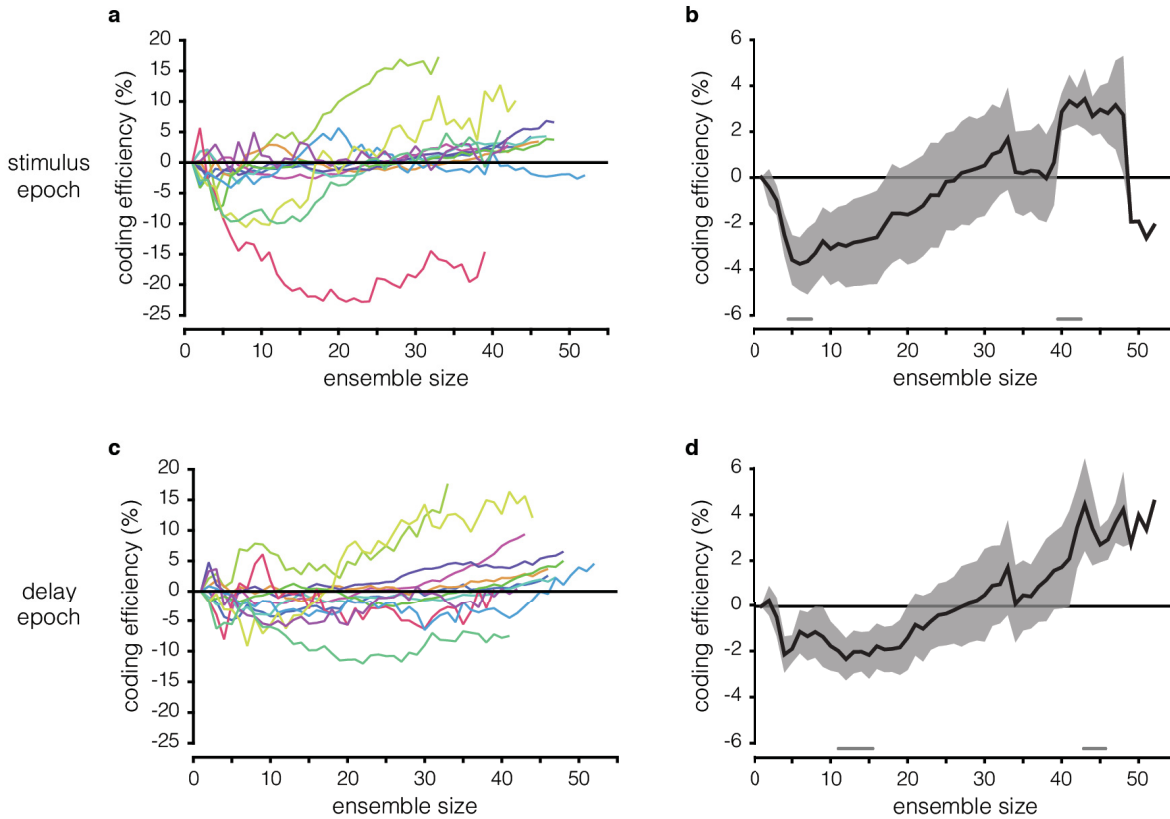 a
b
stimulus
epoch
coding efficiency (%)
20
15
10
5
0
-5
-10
-15
-20
-25
0 10 20 30 40 50
ensemble size
coding efficiency (%)
6
4
2
0
-2
-4
-6
0 10 20 30 40 50
ensemble size
c
d
delay
epoch
coding efficiency (%)
20
15
10
5
0
-5
-10
-15
-20
-25
0 10 20 30 40 50
ensemble size
coding efficiency (%)
6
4
2
0
-2
-4
-6
0 10 20 30 40 50
ensemble size